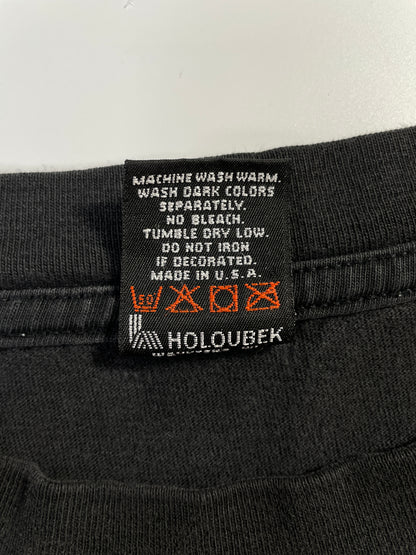 MACHINE WASH WARM.
WASH DARK COLORS
SEPARATELY.
NO BLEACH.
TUMBLE DRY LOW.
DO NOT IRON
IF DECORATED.
MADE IN U.S.A.
50
HOLOUBEK